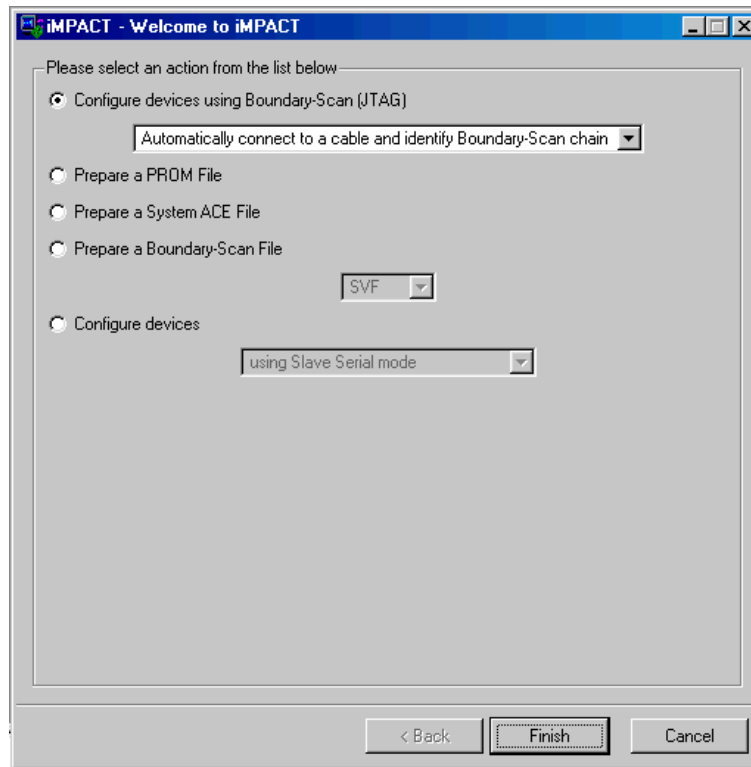 iMPACT - Welcome to iMPACT
Please select an action from the list below
Configure devices using Boundary-Scan (JTAG)
Automatically connect to a cable and identify Boundary-Scan chain
Prepare a PROM File
Prepare a System ACE File
Prepare a Boundary-Scan File
SVF
Configure devices
using Slave Serial mode
< Back
Finish
Cancel